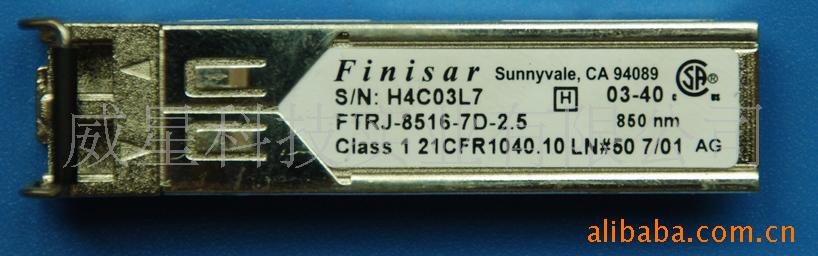 Finisar Sunnyvale, CA 94089
S/N: H4C03L7 H 03-40 c SA ®
FTRJ-8516-7D-2.5 850 nm
Class 1 21CFR1040.10 LN#50 7/01 AG
alibaba.com.cn